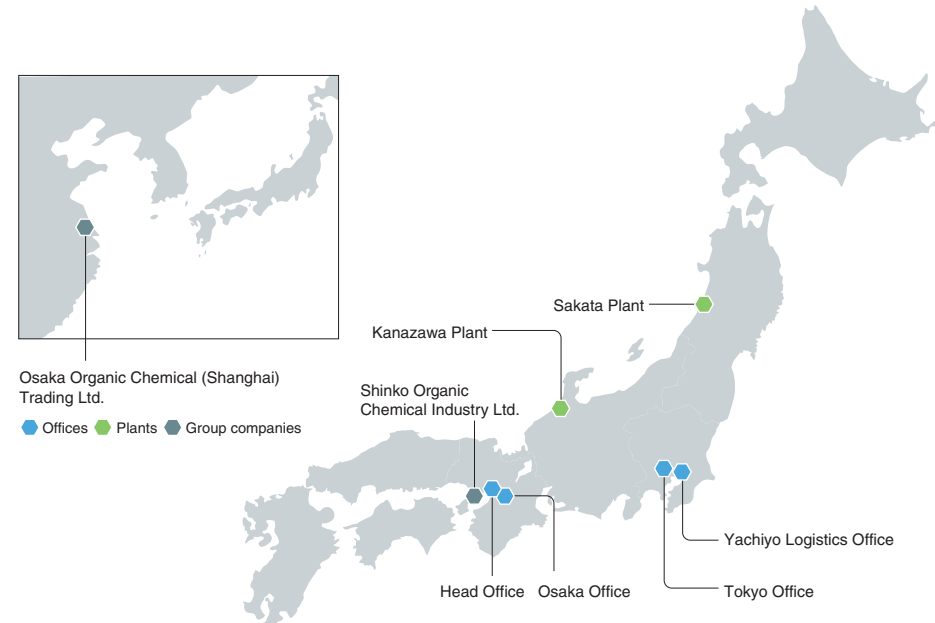 Sakata Plant
Kanazawa Plant
Osaka Organic Chemical (Shanghai)
Trading Ltd.
Shinko Organic
Chemical Industry Ltd.
Offices Plants Group companies
Yachiyo Logistics Office
Head Office Osaka Office Tokyo Office